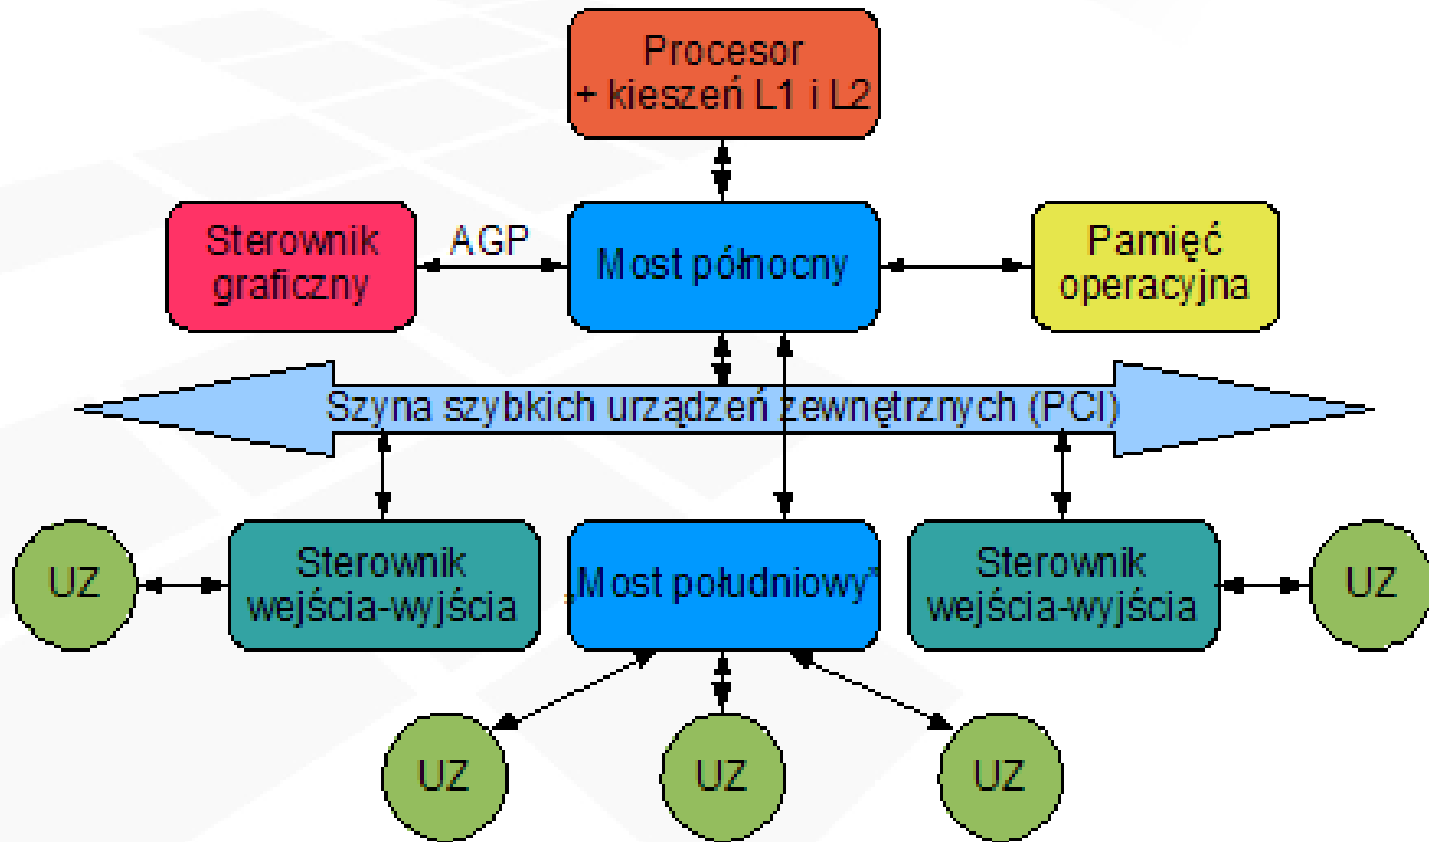 Procesor
+ kieszeń L1 i L2
Sterownik
graficzny
AGP
Most północny
Pamięć
operacyjna
Szyna szybkich urządzeń zewnętrznych (PCI)
UZ
Sterownik
wejścia-wyjścia
„Most południowy”
Sterownik
wejścia-wyjścia
UZ
UZ
UZ
UZ